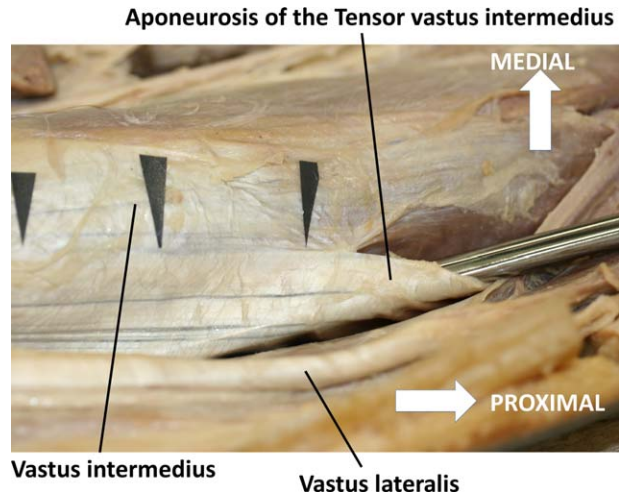 Aponeurosis of the Tensor vastus intermedius
MEDIAL
PROXIMAL
Vastus intermedius
Vastus lateralis